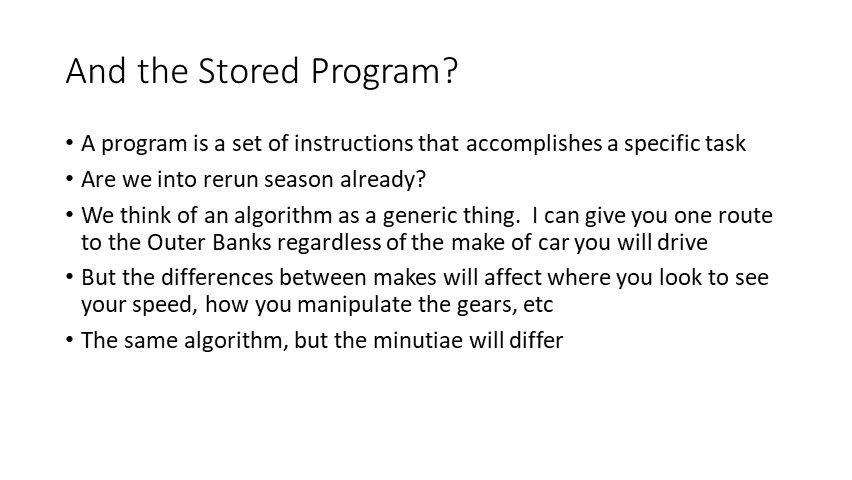 And the Stored Program?
• A program is a set of instructions that accomplishes a specific task
• Are we into rerun season already?
• We think of an algorithm as a generic thing.  I can give you one route
to the Outer Banks regardless of the make of car you will drive
• But the differences between makes will affect where you look to see
your speed, how you manipulate the gears, etc
• The same algorithm, but the minutiae will differ